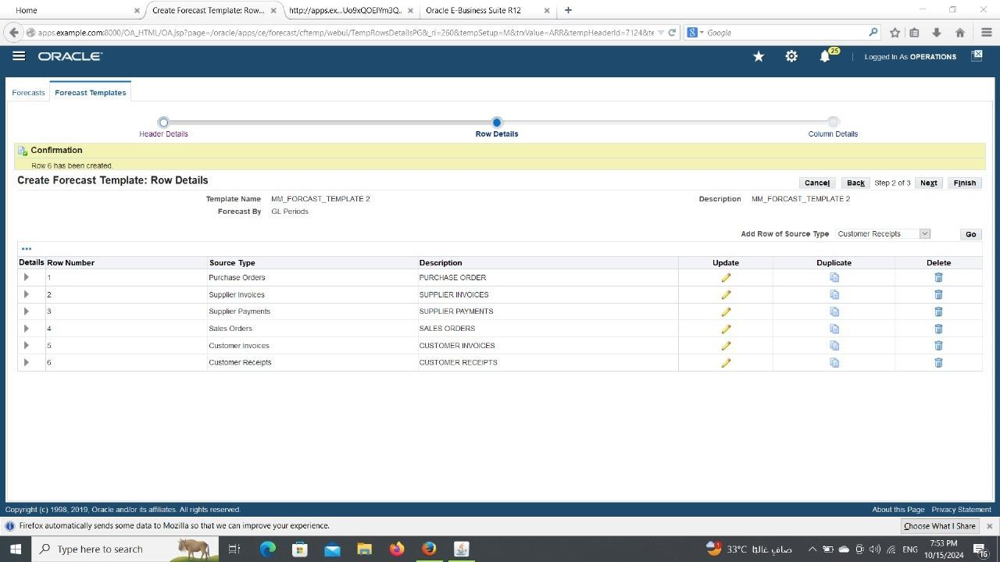 Home
Create Forecast Template: Row...
http://apps.ex...Uo9xQOEIYm3Q..
Oracle E-Business Suite R12
apps.example.com:8000/OA_HTML/OA.jsp?page=/oracle/apps/ce/forecast/cftemp/webui/TempRowsDetailsPG&_ri=260&tempSetup=M&trxValue=ARR&tempHeaderId=7124&te
Google
ORACLE
25
Logged In As OPERATIONS
Forecasts
Forecast Templates
Header Details
Row Details
Column Details
Confirmation
Row 6 has been created.
Create Forecast Template: Row Details
Cancel Back Step 2 of 3 Next Finish
Template Name MM_FORCAST_TEMPLATE 2
Description MM_FORCAST_TEMPLATE 2
Forecast By GL Periods
Add Row of Source Type Customer Receipts Go
Details Row Number Source Type Description Update Duplicate Delete
1 Purchase Orders PURCHASE ORDER
2 Supplier Invoices SUPPLIER INVOICES
3 Supplier Payments SUPPLIER PAYMENTS
4 Sales Orders SALES ORDERS
5 Customer Invoices CUSTOMER INVOICES
6 Customer Receipts CUSTOMER RECEIPTS
Copyright (c) 1998, 2019, Oracle and/or its affiliates. All rights reserved.
About this Page Privacy Statement
Firefox automatically sends some data to Mozilla so that we can improve your experience.
Choose What I Share
Type here to search
1
33°C صافٍ غالبًا
ENG
7:53 PM
10/15/2024
16